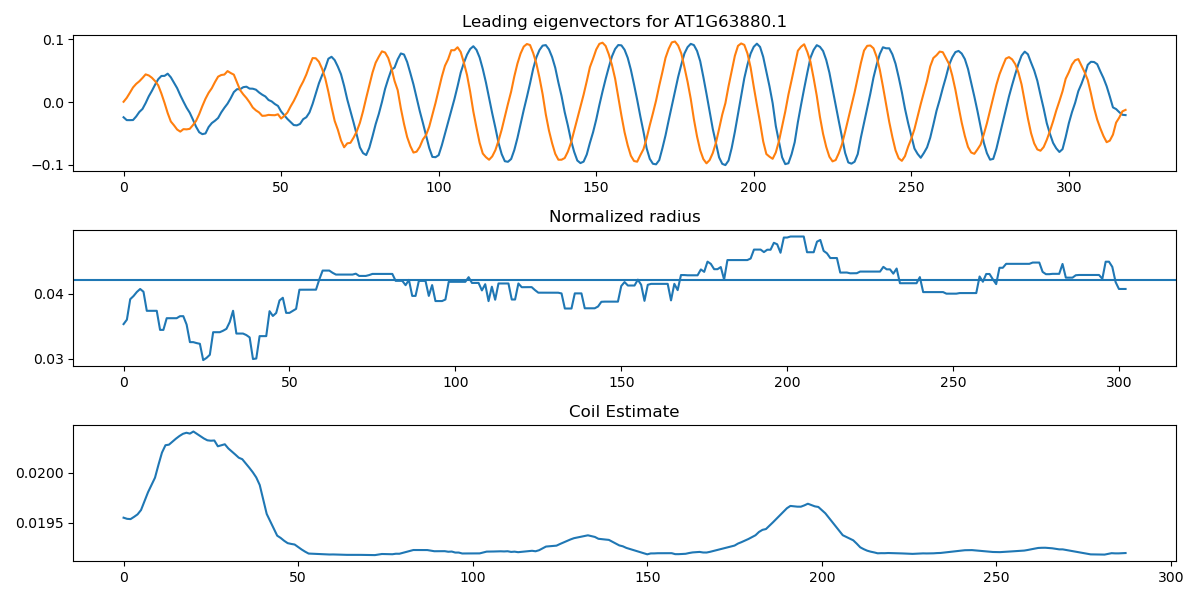 Leading eigenvectors for AT1G63880.1
0.1
0.0
−0.1
0 50 100 150 200 250 300
Normalized radius
0.04
0.03
0 50 100 150 200 250 300
Coil Estimate
0.0200
0.0195
0 50 100 150 200 250 300